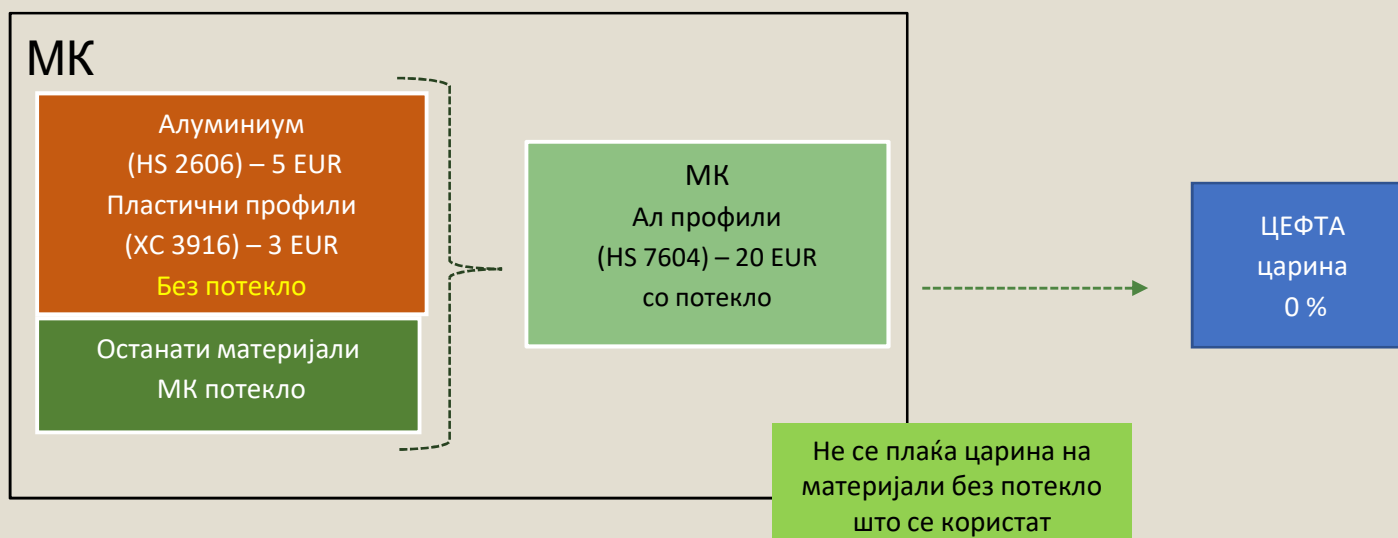 МК
Алуминиум
(HS 2606) – 5 EUR
Пластични профили
(ХС 3916) – 3 EUR
Без потекло
Останати материјали
МК потекло
МК
Ал профили
(HS 7604) – 20 EUR
со потекло
ЦЕФТА
царина
0 %
Не се плаќа царина на
материјали без потекло
што се користат